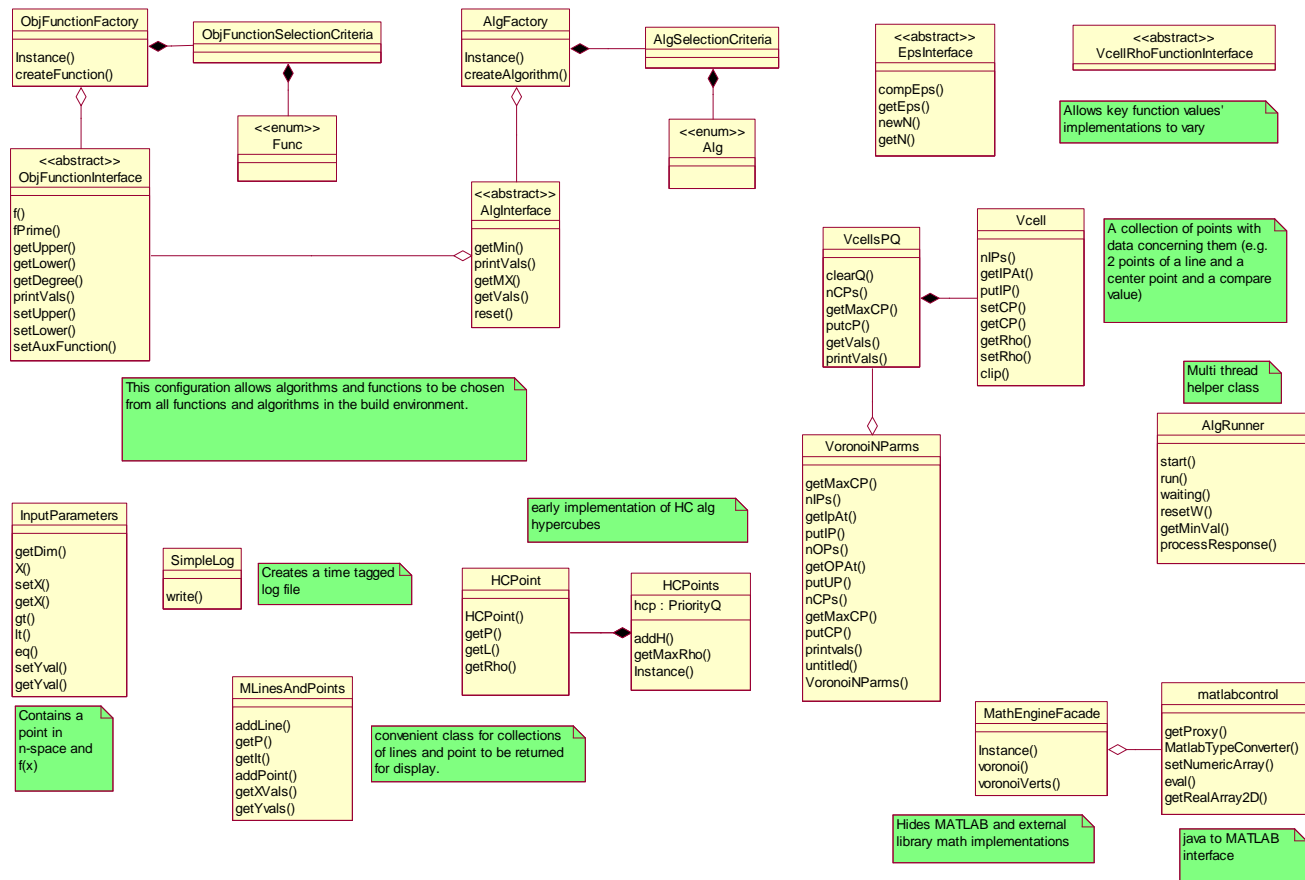 ObjFunctionFactory
Instance()
createFunction()
ObjFunctionSelectionCriteria
<<enum>>
Func
<<abstract>>
ObjFunctionInterface
f()
fPrime()
getUpper()
getLower()
getDegree()
printVals()
setUpper()
setLower()
setAuxFunction()
AlgFactory
Instance()
createAlgorithm()
AlgSelectionCriteria
<<enum>>
Alg
<<abstract>>
AlgInterface
getMin()
printVals()
getMX()
getVals()
reset()
<<abstract>>
EpsInterface
compEps()
getEps()
newN()
getN()
<<abstract>>
VcellRhoFunctionInterface
Allows key function values'
implementations to vary
VcellsPQ
clearQ()
nCPs()
getMaxCP()
putcP()
getVals()
printVals()
Vcell
nIPs()
getIPAt()
putIP()
setCP()
getCP()
getRho()
setRho()
clip()
A collection of points with
data concerning them (e.g.
2 points of a line and a
center point and a compare
value)
This configuration allows algorithms and functions to be chosen
from all functions and algorithms in the build environment.
Multi thread
helper class
AlgRunner
start()
run()
waiting()
resetW()
getMinVal()
processResponse()
VoronoiNParms
getMaxCP()
nIPs()
getIpAt()
putIP()
nOPs()
getOPAt()
putUP()
nCPs()
getMaxCP()
putCP()
printvals()
untitled()
VoronoiNParms()
InputParameters
getDim()
X()
setX()
getX()
gt()
lt()
eq()
setYval()
getYval()
Contains a
point in
n-space and
f(x)
SimpleLog
write()
Creates a time tagged
log file
early implementation of HC alg
hypercubes
HCPoint
HCPoint()
getP()
getL()
getRho()
HCPoints
hcp : PriorityQ
addH()
getMaxRho()
Instance()
MLinesAndPoints
addLine()
getP()
getIt()
addPoint()
getXVals()
getYvals()
convenient class for collections
of lines and point to be returned
for display.
MathEngineFacade
Instance()
voronoi()
voronoiVerts()
matlabcontrol
getProxy()
MatlabTypeConverter()
setNumericArray()
eval()
getRealArray2D()
Hides MATLAB and external
library math implementations
java to MATLAB
interface